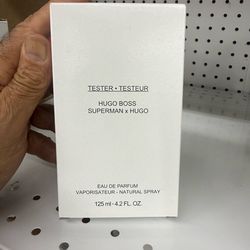 TESTER • TESTEUR
HUGO BOSS
SUPERMAN x HUGO
EAU DE PARFUM
VAPORISATEUR - NATURAL SPRAY
125 ml - 4.2 FL. OZ.